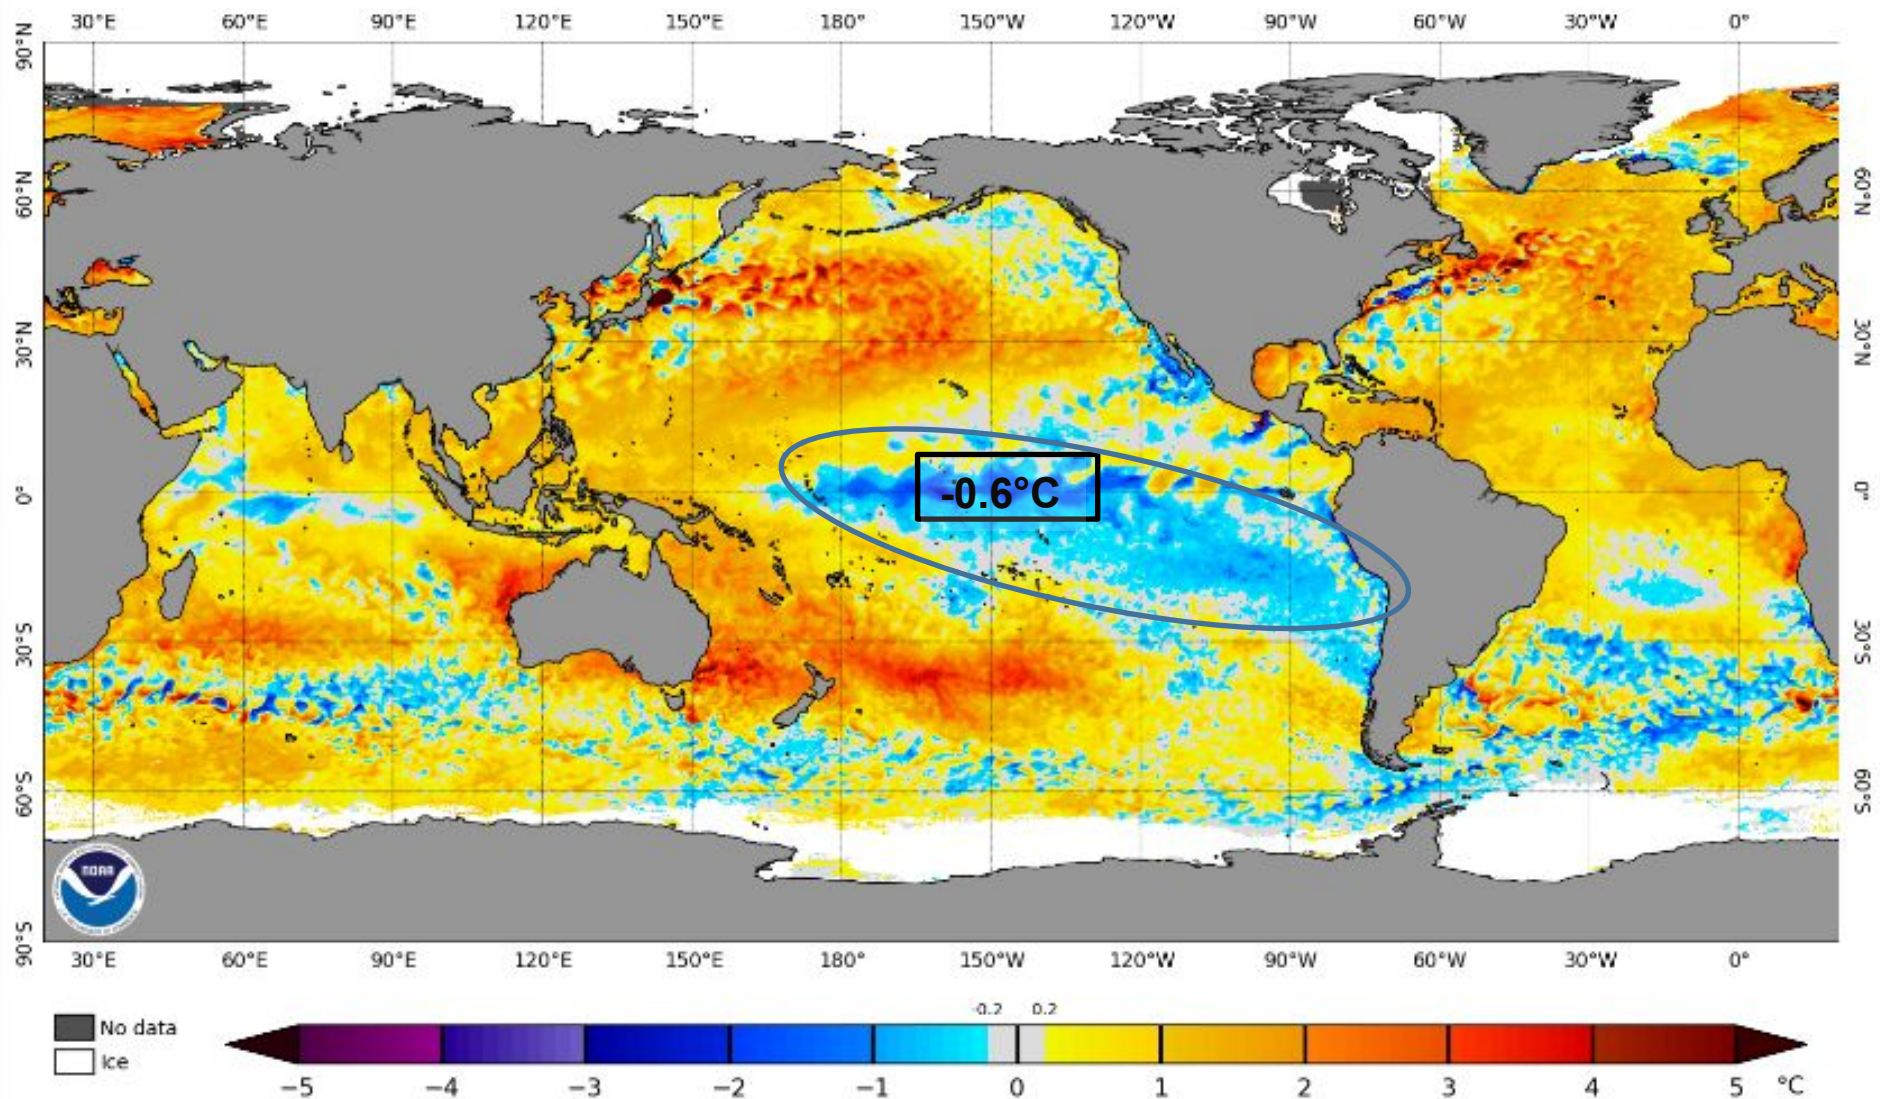 30°E 60°E 90°E 120°E 150°E 180° 150°W 120°W 90°W 60°W 30°W 0°
90°N 60°N 30°N 0° 30°S 60°S 90°S
-0.6°C
60°N 30°N 0° 30°S 60°S
NOAA
30°E 60°E 90°E 120°E 150°E 180° 150°W 120°W 90°W 60°W 30°W 0°
-0.2 0.2
No data
Ice
−5 −4 −3 −2 −1 0 1 2 3 4 5 °C